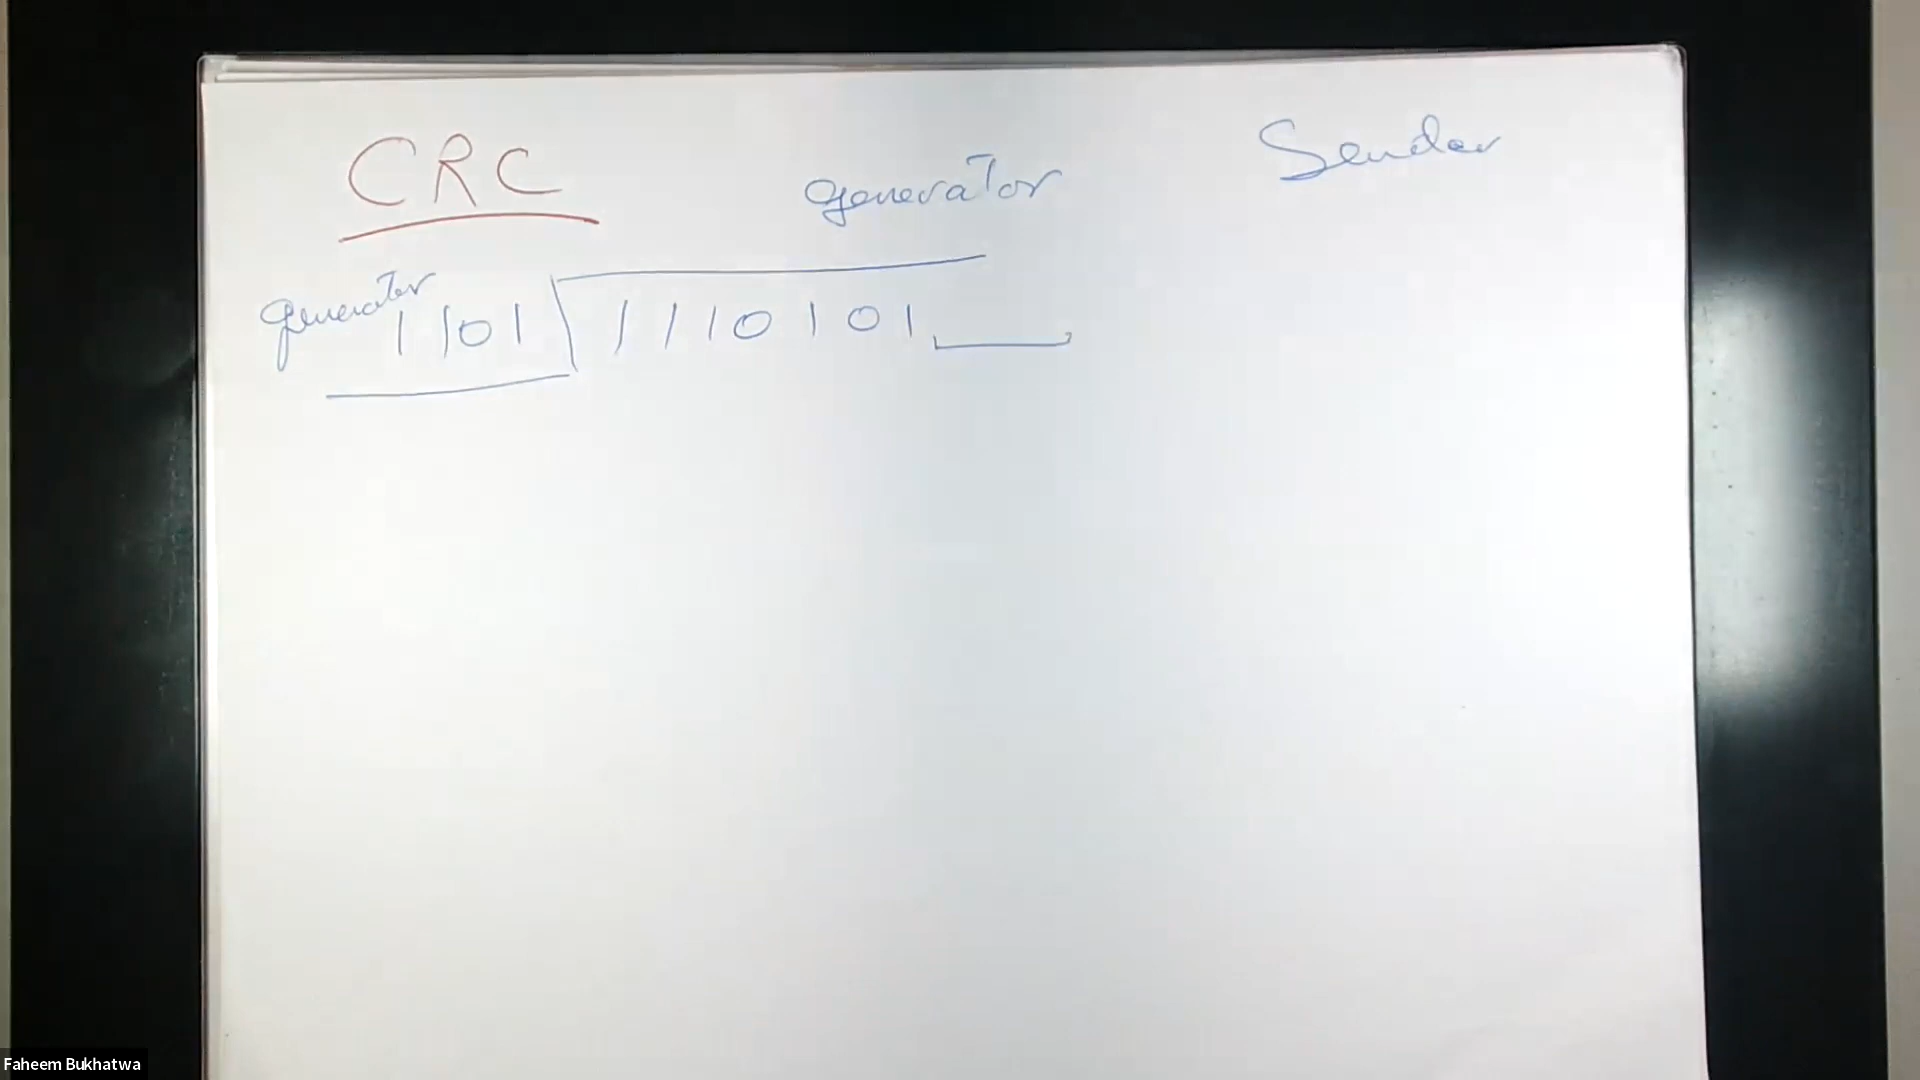 CRC generator Sender
generator
1101 1110101
Faheem Bukhatwa